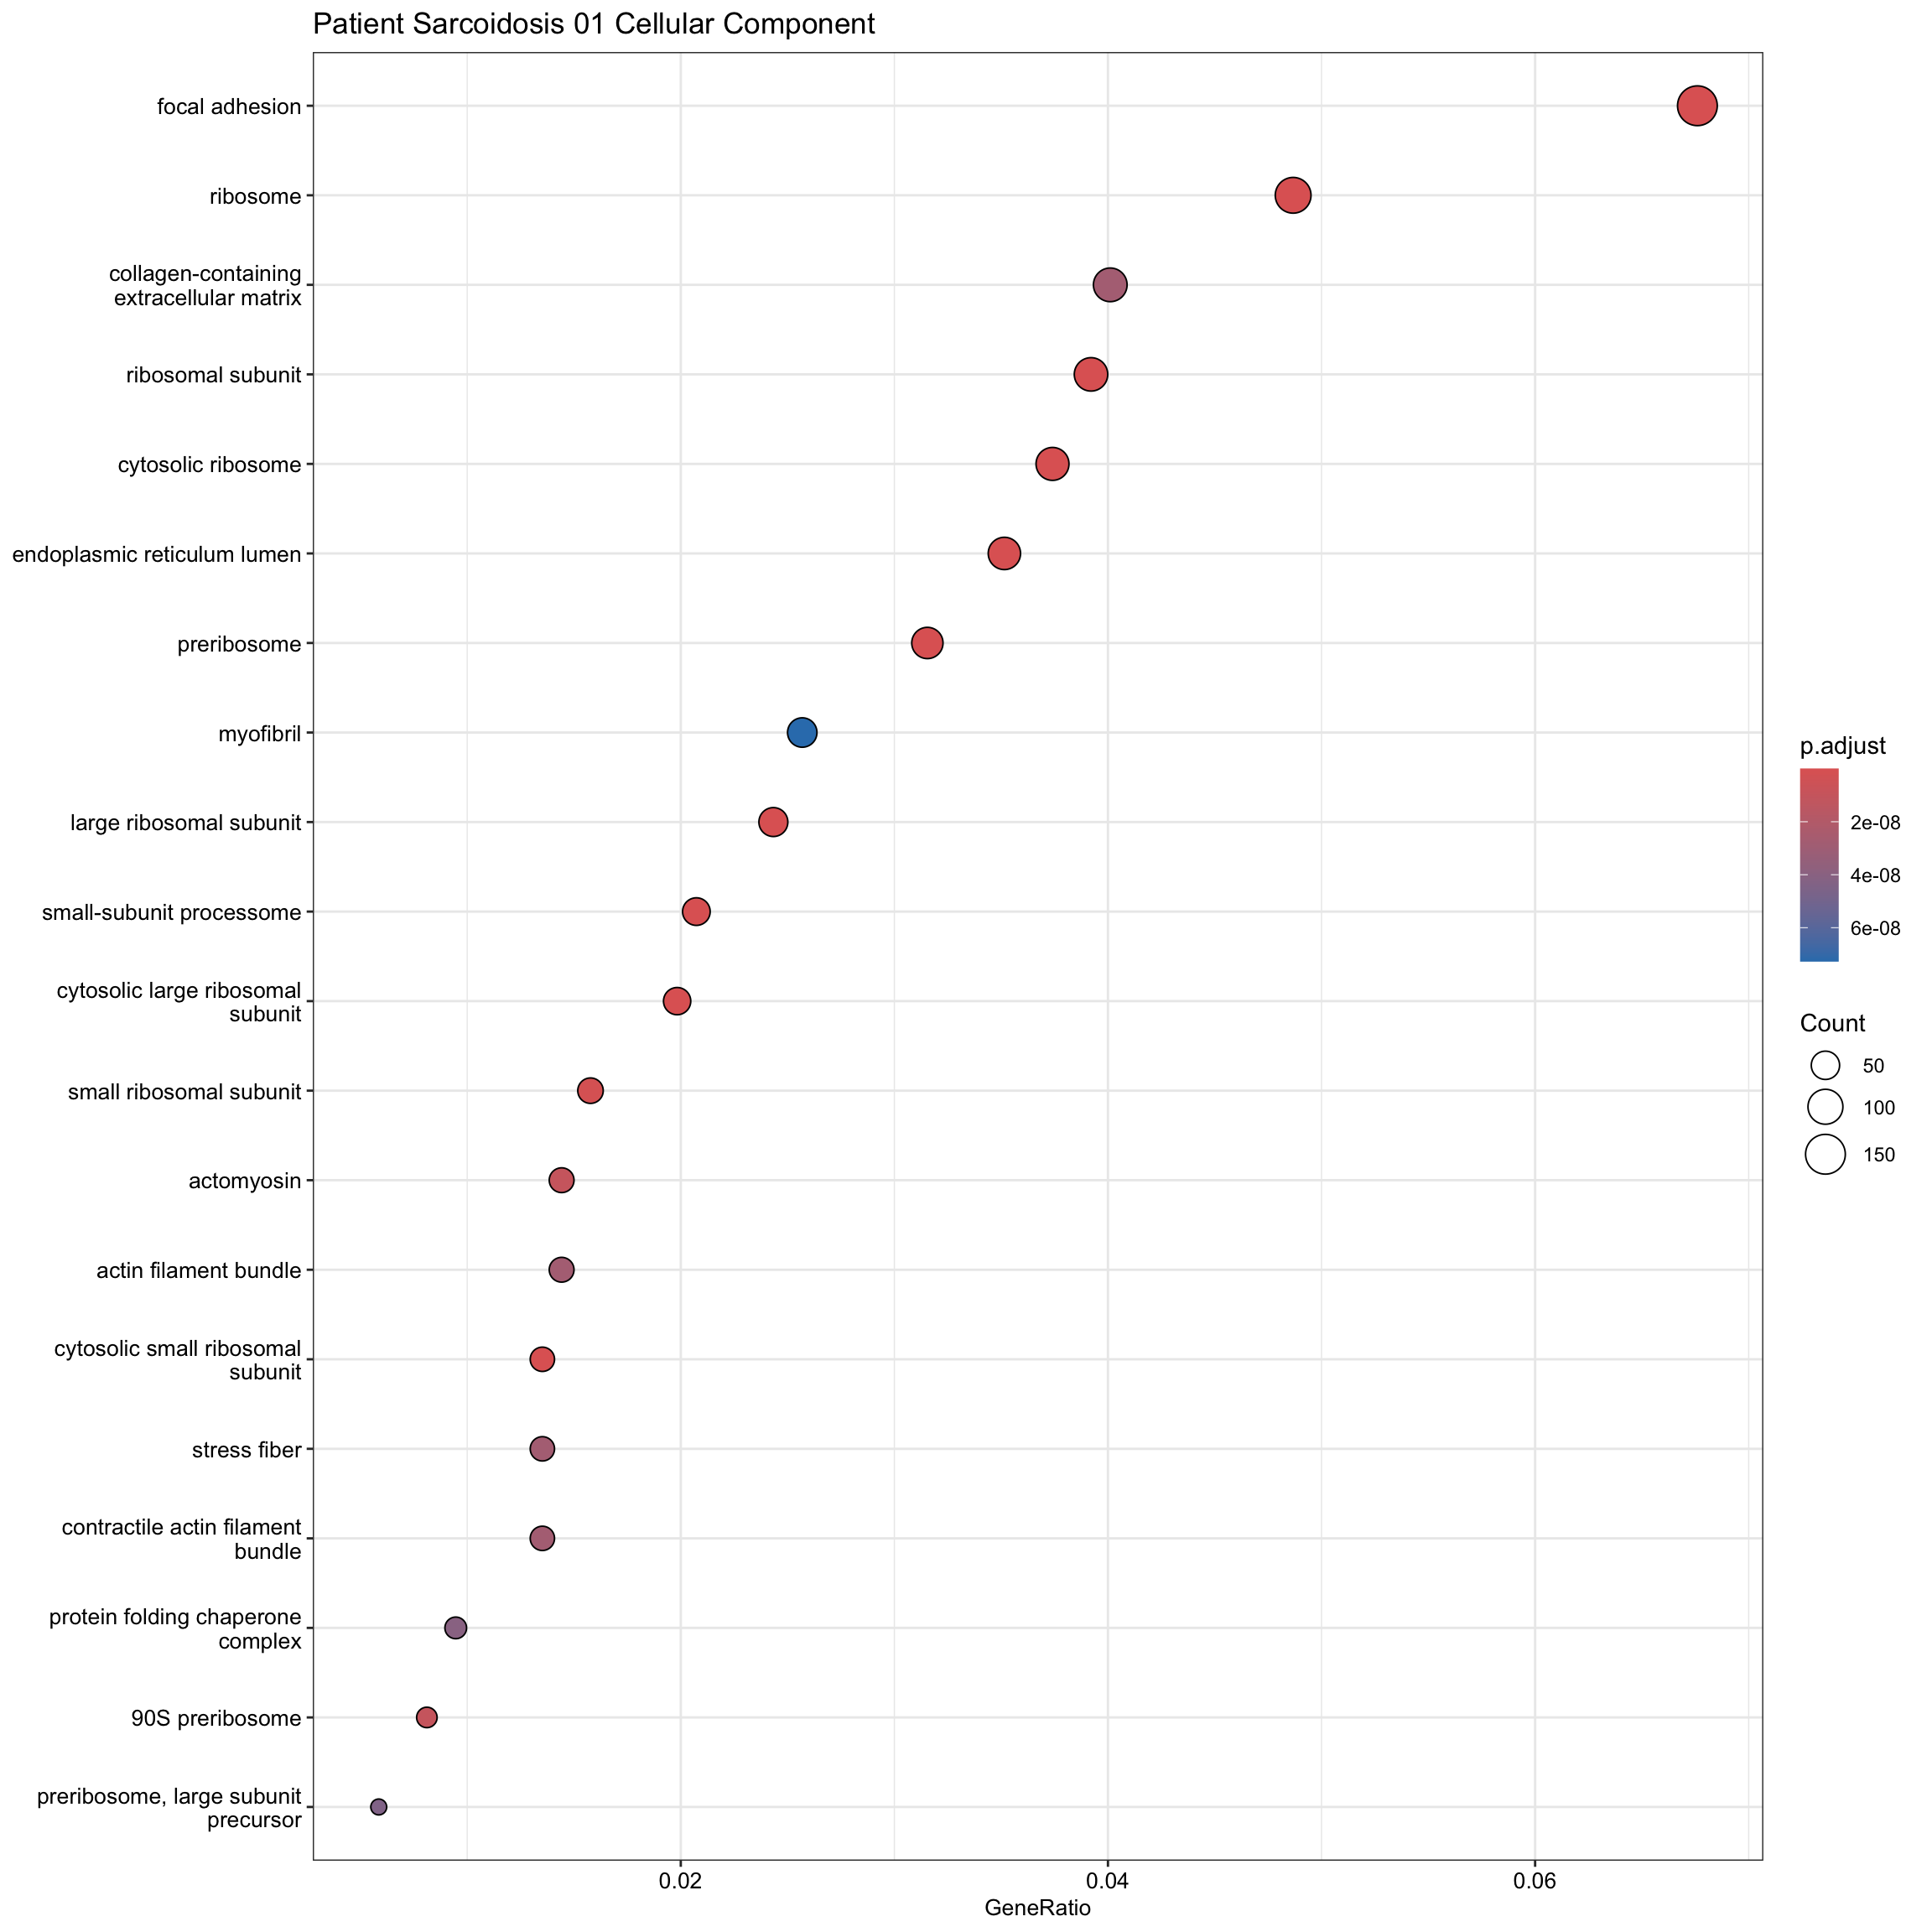 Patient Sarcoidosis 01 Cellular Component
focal adhesion
ribosome
collagen-containing
extracellular matrix
ribosomal subunit
cytosolic ribosome
endoplasmic reticulum lumen
preribosome
myofibril
large ribosomal subunit
small-subunit processome
cytosolic large ribosomal
subunit
small ribosomal subunit
actomyosin
actin filament bundle
cytosolic small ribosomal
subunit
stress fiber
contractile actin filament
bundle
protein folding chaperone
complex
90S preribosome
preribosome, large subunit
precursor
0.02
0.04
0.06
GeneRatio
p.adjust
2e-08
4e-08
6e-08
Count
50
100
150